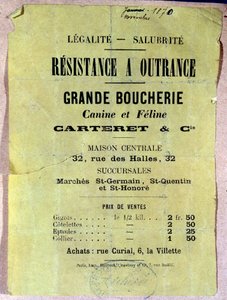 1870
LÉGALITÉ — SALUBRITÉ
RÉSISTANCE A OUTRANCE
GRANDE BOUCHERIE
Canine et Féline
CARTERET & Cie
MAISON CENTRALE
32, rue des Halles, 32
SUCCURSALES
Marchés St-Germain, St-Quentin
et St-Honoré
PRIX DE VENTES
Gigots . . . . . le 1/2 kil. . . 2 fr. 50
Côtelettes . . . . — . . 2 50
Epaules . . . . — . . 2 25
Collier . . . . — . . 1 50
Achats : rue Curial, 6, la Villette
Paris,